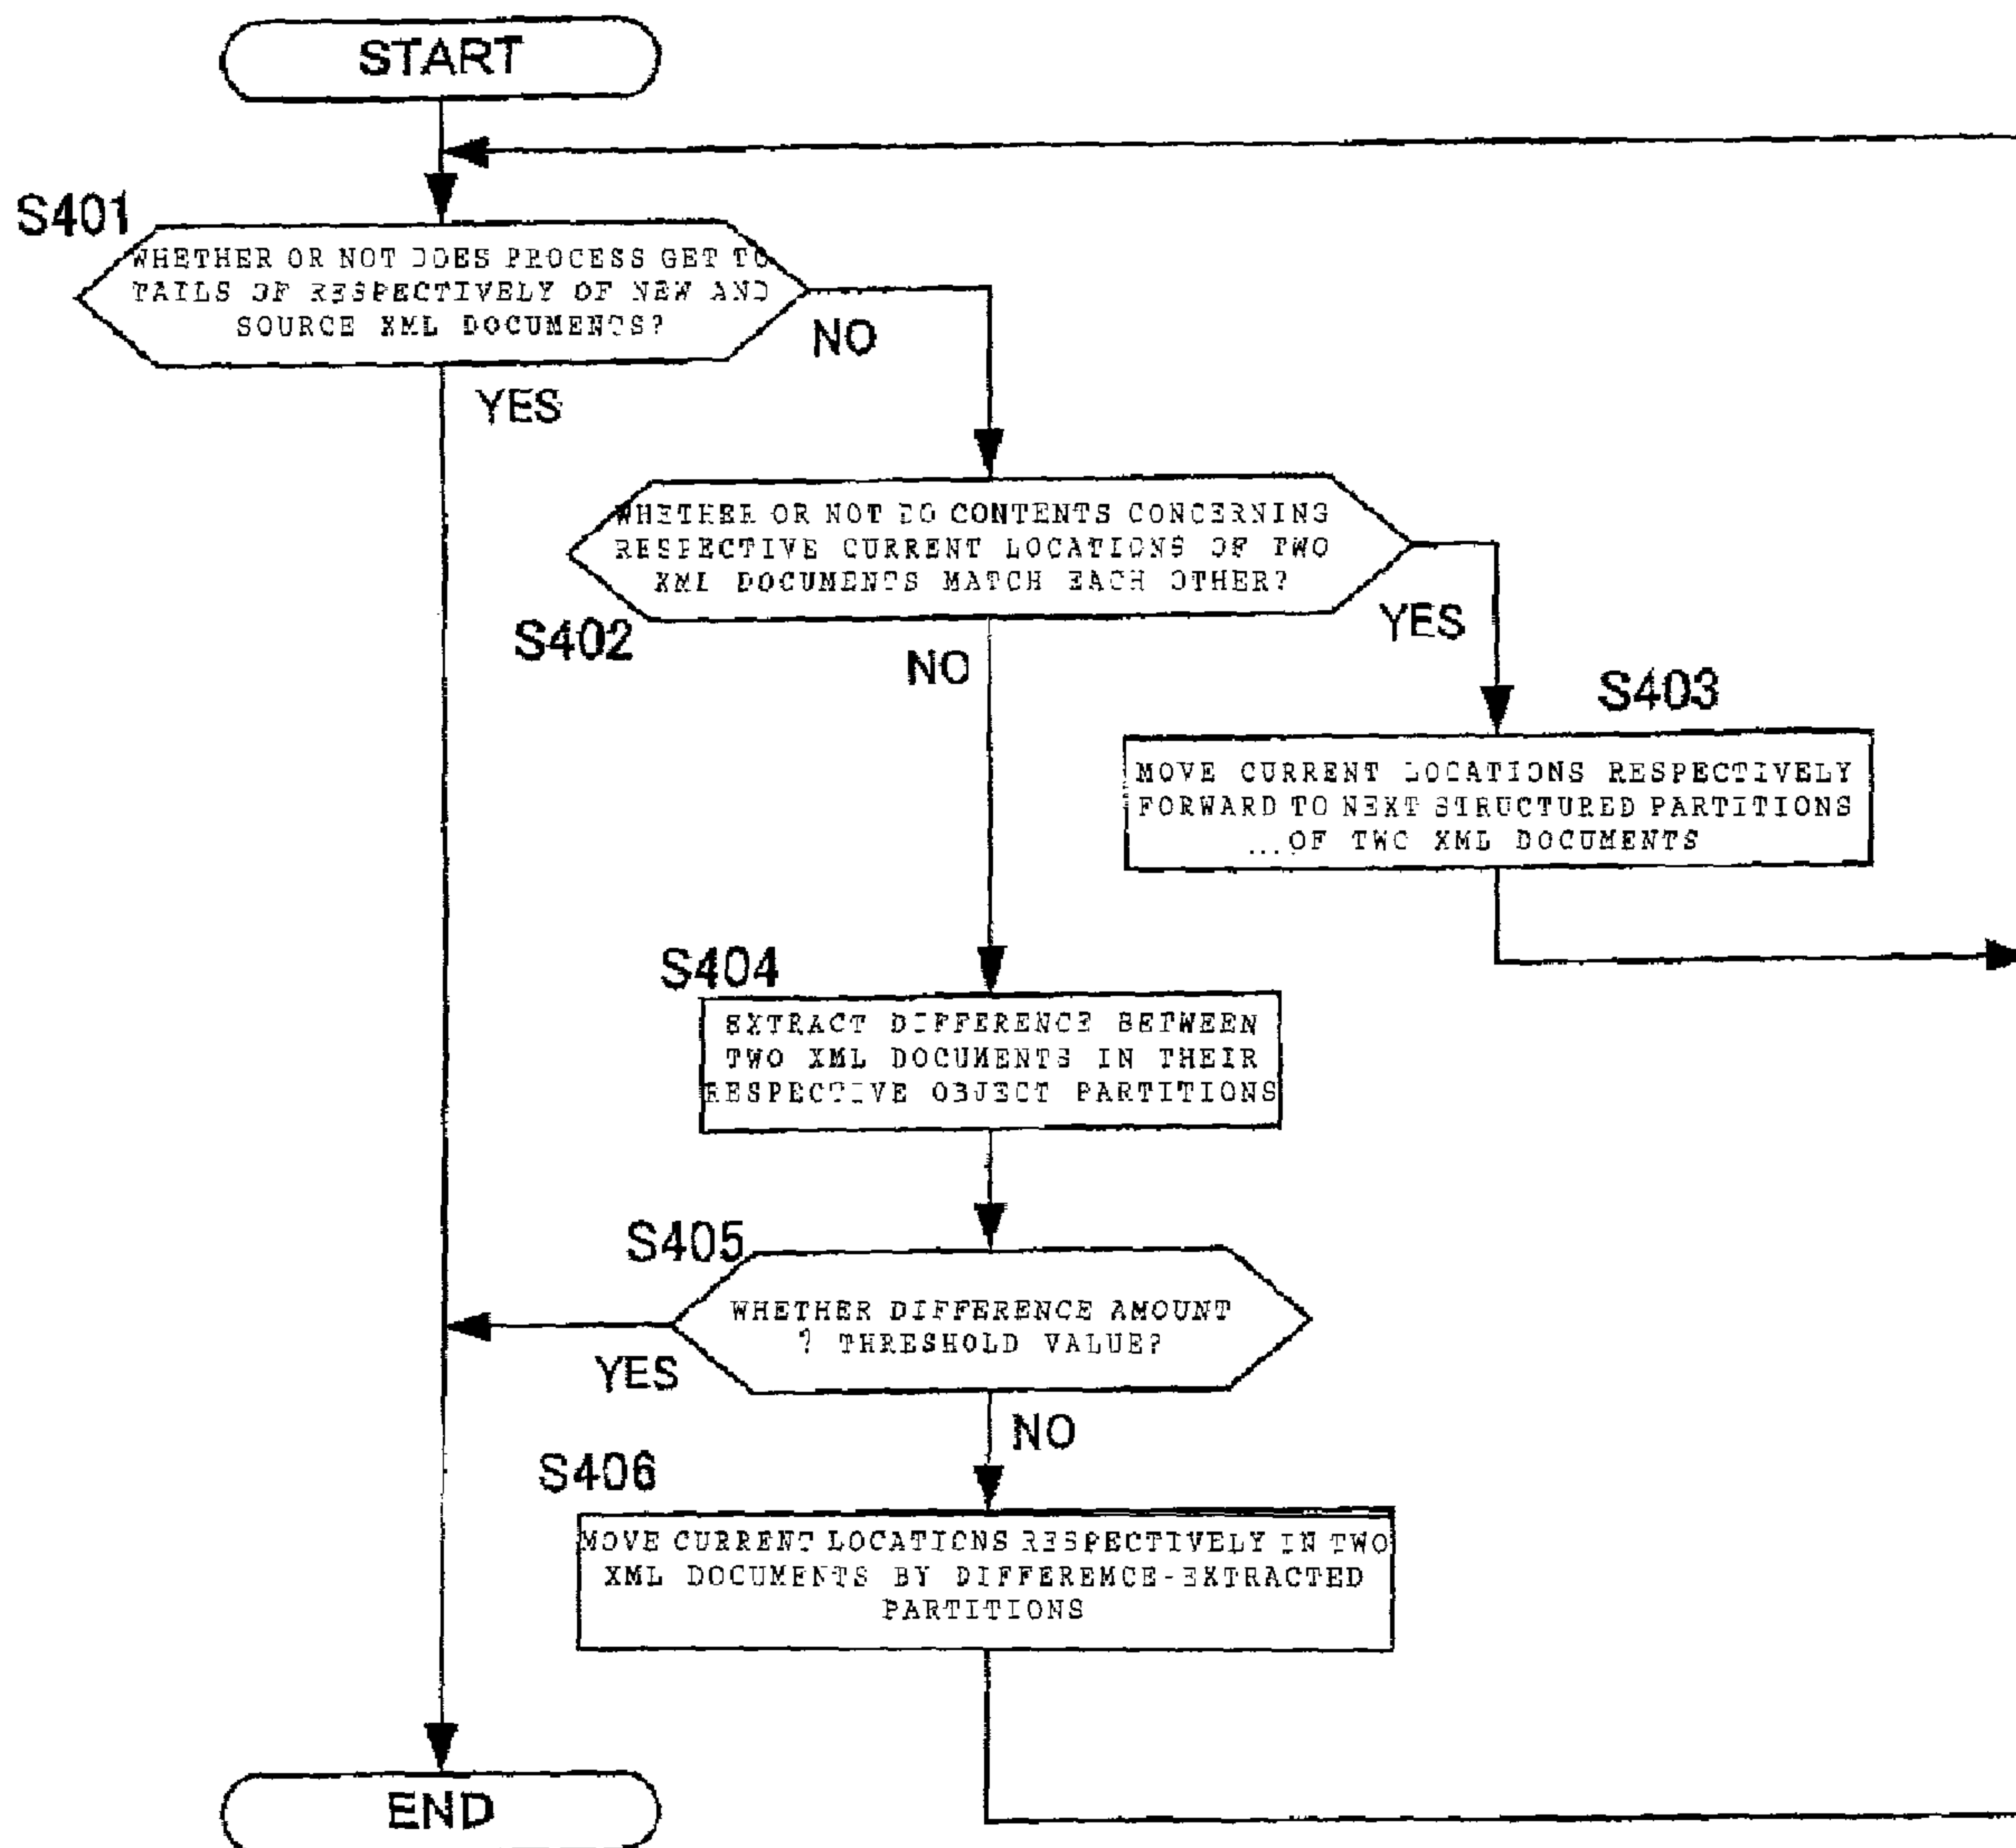 START
S401
WHETHER OR NOT DOES PROCESS GET TO
TAILS OF RESPECTIVELY OF NEW AND
SOURCE XML DOCUMENTS?
NO
YES
WHETHER OR NOT DO CONTENTS CONCERNING
RESPECTIVE CURRENT LOCATIONS OF TWO
XML DOCUMENTS MATCH EACH OTHER?
S402
YES
NO
S403
MOVE CURRENT LOCATIONS RESPECTIVELY
FORWARD TO NEXT STRUCTURED PARTITIONS
...OF TWO XML DOCUMENTS
S404
EXTRACT DIFFERENCE BETWEEN
TWO XML DOCUMENTS IN THEIR
RESPECTIVE OBJECT PARTITIONS
S405
WHETHER DIFFERENCE AMOUNT
? THRESHOLD VALUE?
YES
NO
S406
MOVE CURRENT LOCATIONS RESPECTIVELY IN TWO
XML DOCUMENTS BY DIFFEREMCE-EXTRACTED
PARTITIONS
END